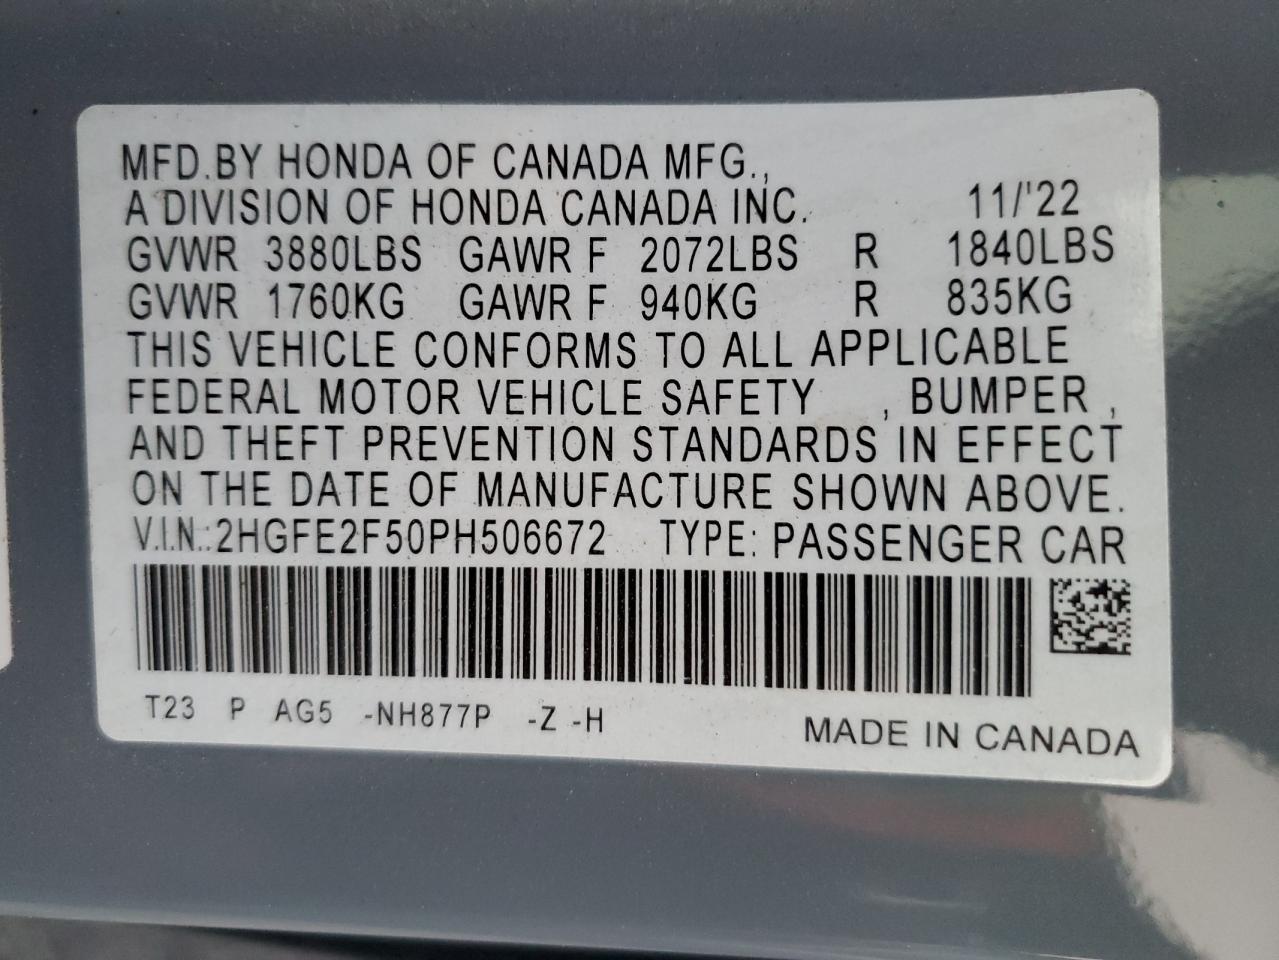 MFD.BY HONDA OF CANADA MFG.,
A DIVISION OF HONDA CANADA INC. 11/'22
GVWR 3880LBS GAWR F 2072LBS R 1840LBS
GVWR 1760KG GAWR F 940KG R 835KG
THIS VEHICLE CONFORMS TO ALL APPLICABLE
FEDERAL MOTOR VEHICLE SAFETY , BUMPER ,
AND THEFT PREVENTION STANDARDS IN EFFECT
ON THE DATE OF MANUFACTURE SHOWN ABOVE.
V.I.N.:2HGFE2F50PH506672 TYPE: PASSENGER CAR
T23 P AG5 -NH877P -Z -H
MADE IN CANADA